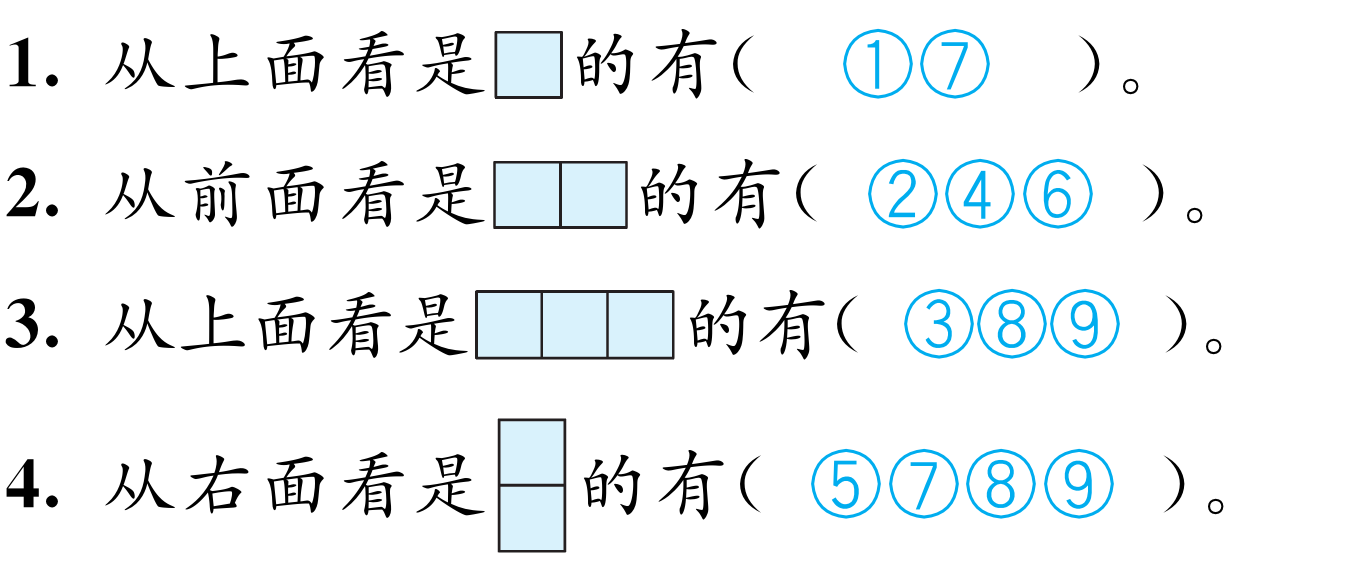 1. 从上面看是的有( ①⑦ )。
2. 从前面看是的有( ②④⑥ )。
3. 从上面看是的有( ③⑧⑨ )。
4. 从右面看是的有( ⑤⑦⑧⑨ )。